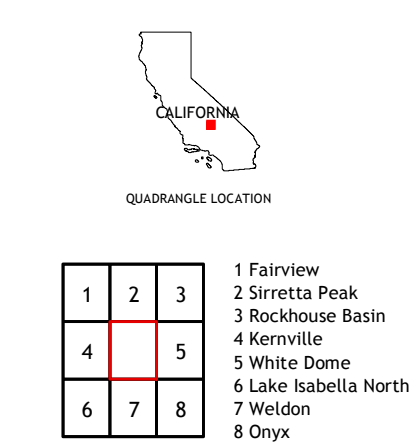 CALIFORNIA
QUADRANGLE LOCATION
1 2 3
4 5
6 7 8
1 Fairview
2 Sirretta Peak
3 Rockhouse Basin
4 Kernville
5 White Dome
6 Lake Isabella North
7 Weldon
8 Onyx